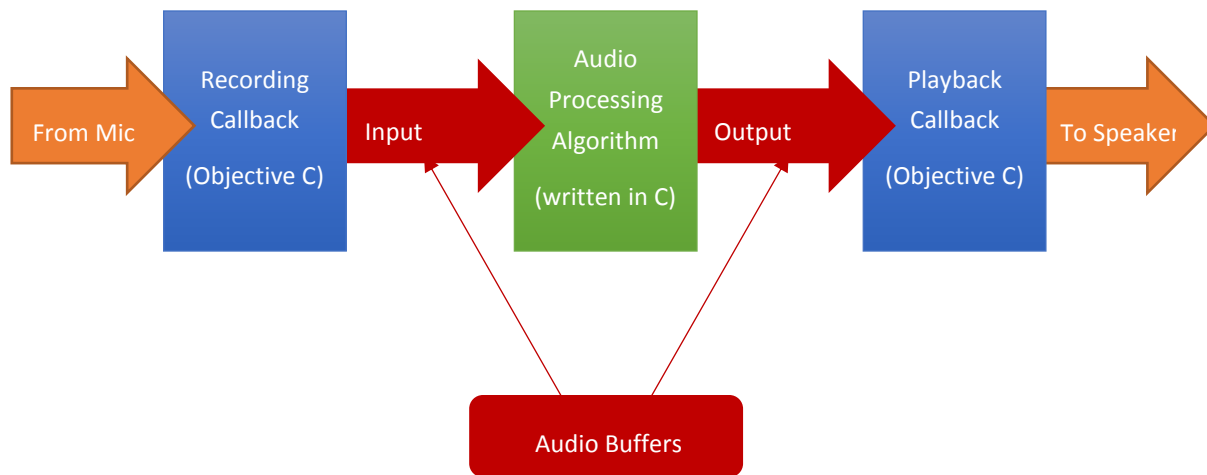 From Mic
Recording
Callback
(Objective C)
Input
Audio
Processing
Algorithm
(written in C)
Output
Playback
Callback
(Objective C)
To Speaker
Audio Buffers